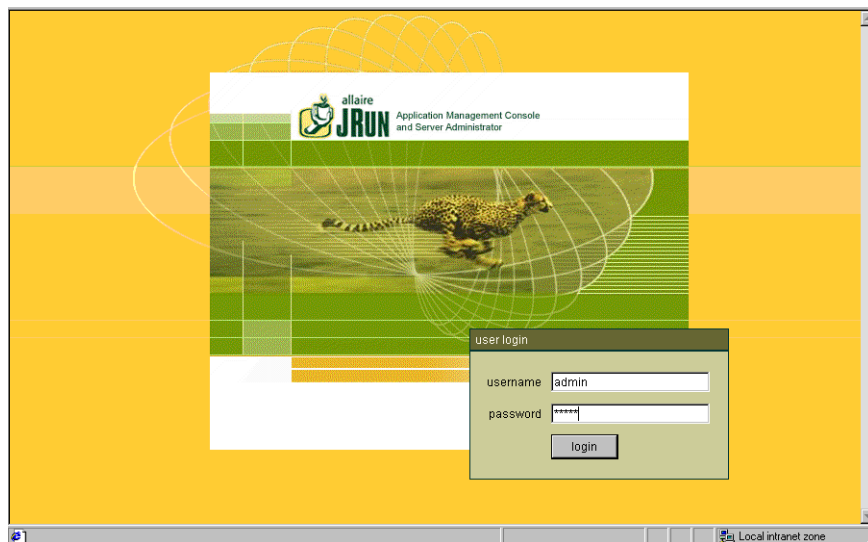 allaire
JRUN
Application Management Console
and Server Administrator
user login
username admin
password *****
login
Local intranet zone